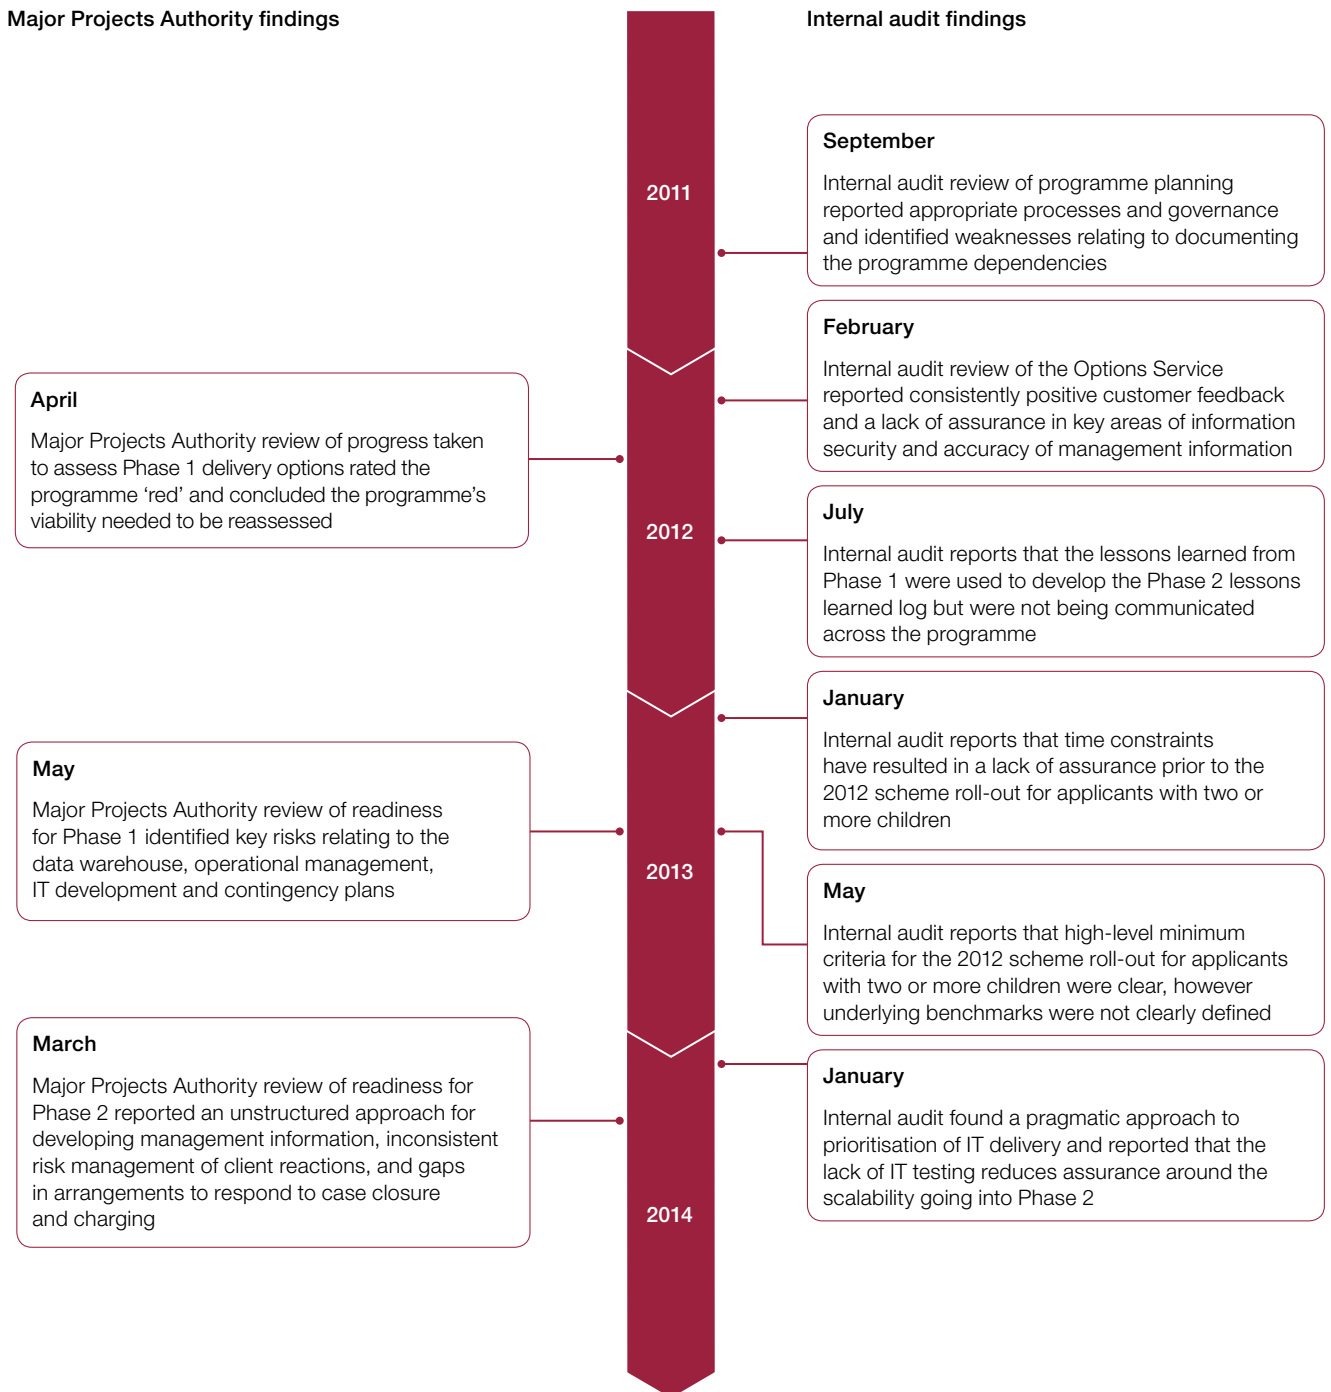 Major Projects Authority findings
Internal audit findings
2011
September
Internal audit review of programme planning
reported appropriate processes and governance
and identified weaknesses relating to documenting
the programme dependencies
February
Internal audit review of the Options Service
reported consistently positive customer feedback
and a lack of assurance in key areas of information
security and accuracy of management information
April
Major Projects Authority review of progress taken
to assess Phase 1 delivery options rated the
programme ‘red’ and concluded the programme’s
viability needed to be reassessed
2012
July
Internal audit reports that the lessons learned from
Phase 1 were used to develop the Phase 2 lessons
learned log but were not being communicated
across the programme
January
Internal audit reports that time constraints
have resulted in a lack of assurance prior to the
2012 scheme roll-out for applicants with two or
more children
May
Major Projects Authority review of readiness
for Phase 1 identified key risks relating to the
data warehouse, operational management,
IT development and contingency plans
2013
May
Internal audit reports that high-level minimum
criteria for the 2012 scheme roll-out for applicants
with two or more children were clear, however
underlying benchmarks were not clearly defined
March
Major Projects Authority review of readiness for
Phase 2 reported an unstructured approach for
developing management information, inconsistent
risk management of client reactions, and gaps
in arrangements to respond to case closure
and charging
January
Internal audit found a pragmatic approach to
prioritisation of IT delivery and reported that the
lack of IT testing reduces assurance around the
scalability going into Phase 2
2014